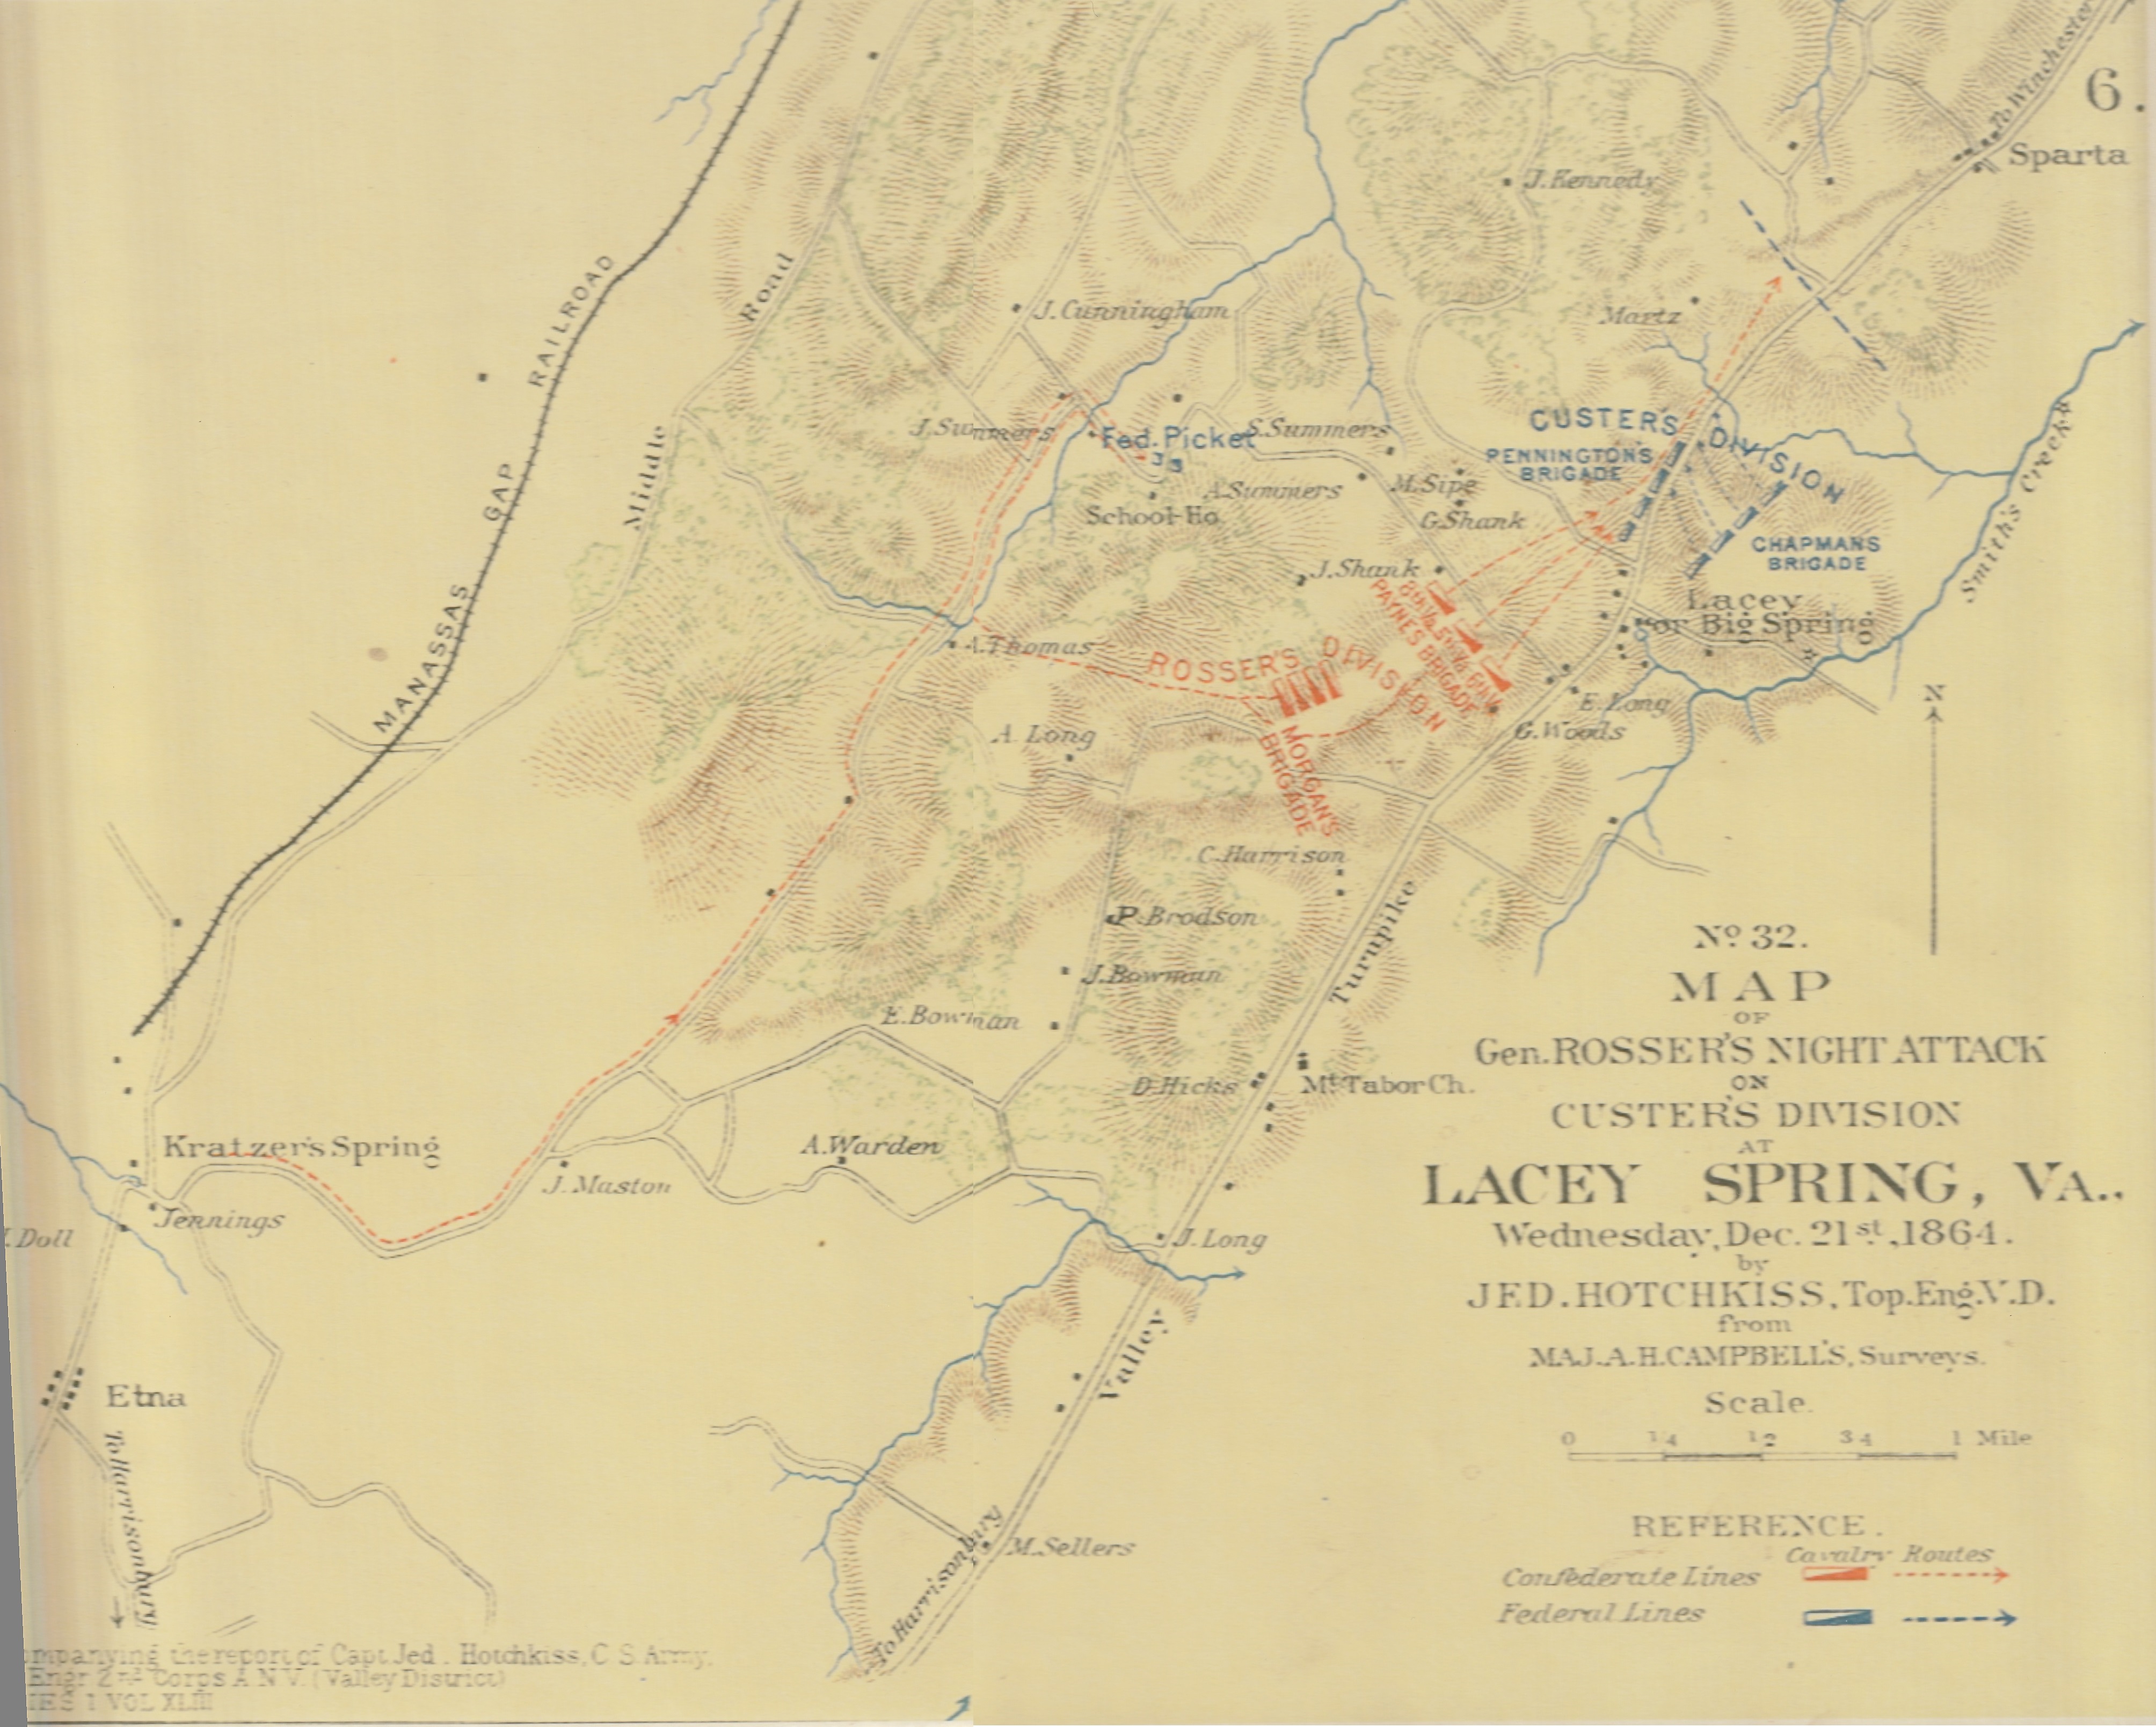 6.
To Winchester
Sparta
J. Kennedy
RAILROAD
Road
J. Cunningham
Martz
CUSTER'S DIVISION
J. Summers
Fed. Picket
S. Summers
PENNINGTON'S
BRIGADE
GAP
Middle
A. Summers
M. Sipe
School Ho.
G. Shank
Smith's Creek
CHAPMAN'S
BRIGADE
J. Shank
MANASSAS
Lacey
or Big Spring
A. Thomas
ROSSER'S DIVISION
PAYNE'S BRIGADE
E. Long
N
A. Long
G. Woods
MORGAN'S
BRIGADE
C. Harrison
P. Brodson
Turnpike
J. Bowman
E. Bowman
D. Hicks
Mt. Tabor Ch.
Kratzer's Spring
A. Warden
J. Maston
Jennings
Doll
J. Long
Valley
Etna
To Harrisonburg
To Harrisonburg
M. Sellers
No. 32.
MAP
OF
Gen. ROSSER'S NIGHT ATTACK
ON
CUSTER'S DIVISION
AT
LACEY SPRING, VA..
Wednesday, Dec. 21st, 1864.
by
JED. HOTCHKISS, Top. Eng. V.D.
from
MAJ. A. H. CAMPBELL'S, Surveys.
Scale.
0 1/4 1/2 3/4 1 Mile
REFERENCE.
Cavalry Routes
Confederate Lines
Federal Lines
mpanying the report of Capt. Jed. Hotchkiss, C. S. Army,
Engr. 2nd Corps A. N. V. (Valley District)
IES 1 VOL XLIII